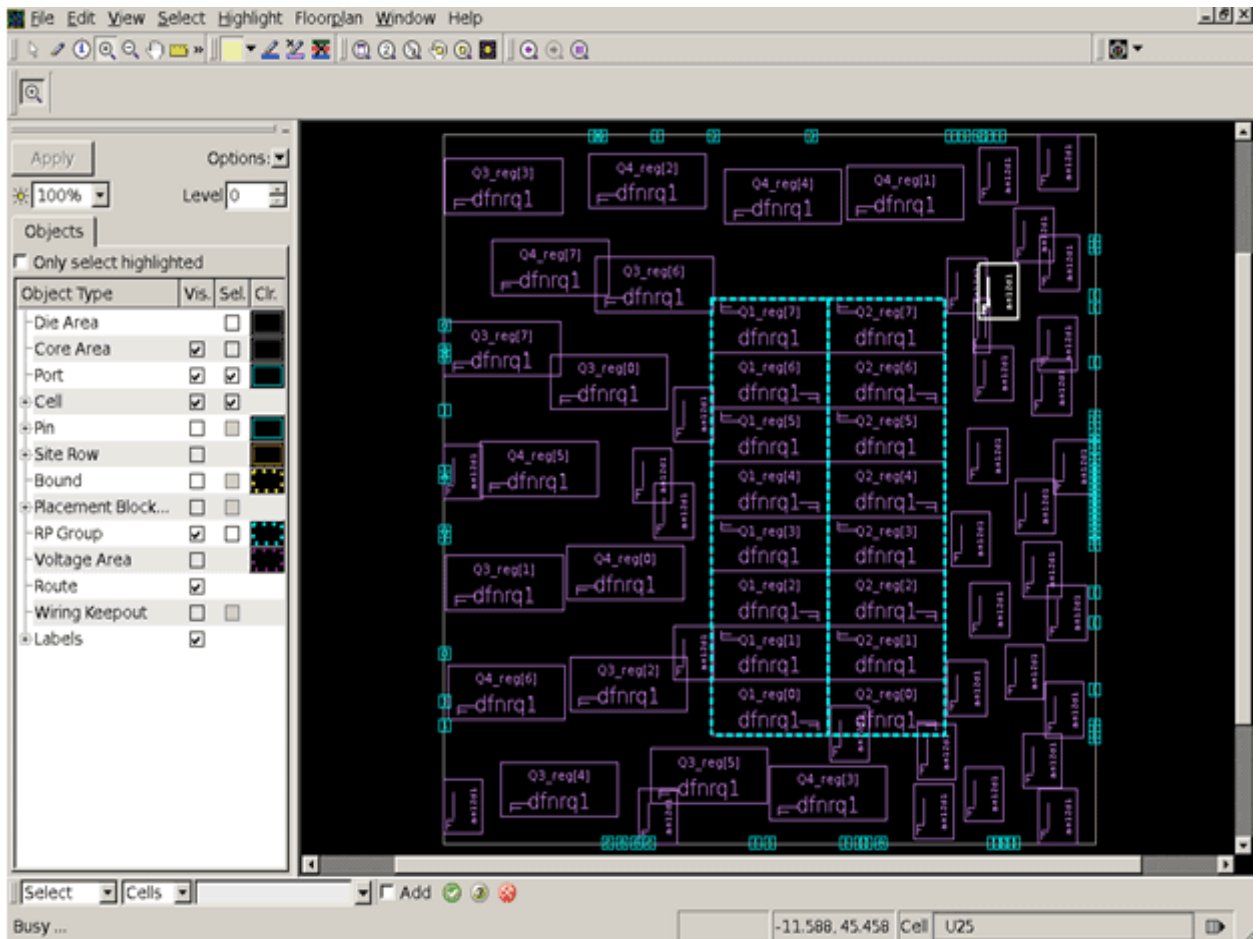 File Edit View Select Highlight Floorplan Window Help
Apply Options:
100% Level 0
Objects
Only select highlighted
Object Type Vis. Sel. Clr.
Die Area
Core Area
Port
Cell
Pin
Site Row
Bound
Placement Block...
RP Group
Voltage Area
Route
Wiring Keepout
Labels
Q3_reg[3]
dfnrq1
Q4_reg[2]
dfnrq1
Q4_reg[4]
dfnrq1
Q4_reg[1]
dfnrq1
Q4_reg[7]
dfnrq1
Q3_reg[6]
dfnrq1
Q3_reg[7]
dfnrq1
Q3_reg[0]
dfnrq1
Q4_reg[5]
dfnrq1
Q3_reg[1]
dfnrq1
Q4_reg[0]
dfnrq1
Q4_reg[6]
dfnrq1
Q3_reg[2]
dfnrq1
Q3_reg[4]
dfnrq1
Q3_reg[5]
dfnrq1
Q4_reg[3]
dfnrq1
Q1_reg[7] Q2_reg[7]
dfnrq1 dfnrq1
Q1_reg[6] Q2_reg[6]
dfnrq1 dfnrq1
Q1_reg[5] Q2_reg[5]
dfnrq1 dfnrq1
Q1_reg[4] Q2_reg[4]
dfnrq1 dfnrq1
Q1_reg[3] Q2_reg[3]
dfnrq1 dfnrq1
Q1_reg[2] Q2_reg[2]
dfnrq1 dfnrq1
Q1_reg[1] Q2_reg[1]
dfnrq1 dfnrq1
Q1_reg[0] Q2_reg[0]
dfnrq1 dfnrq1
Select Cells Add
Busy ... -11.588, 45.458 Cell U25